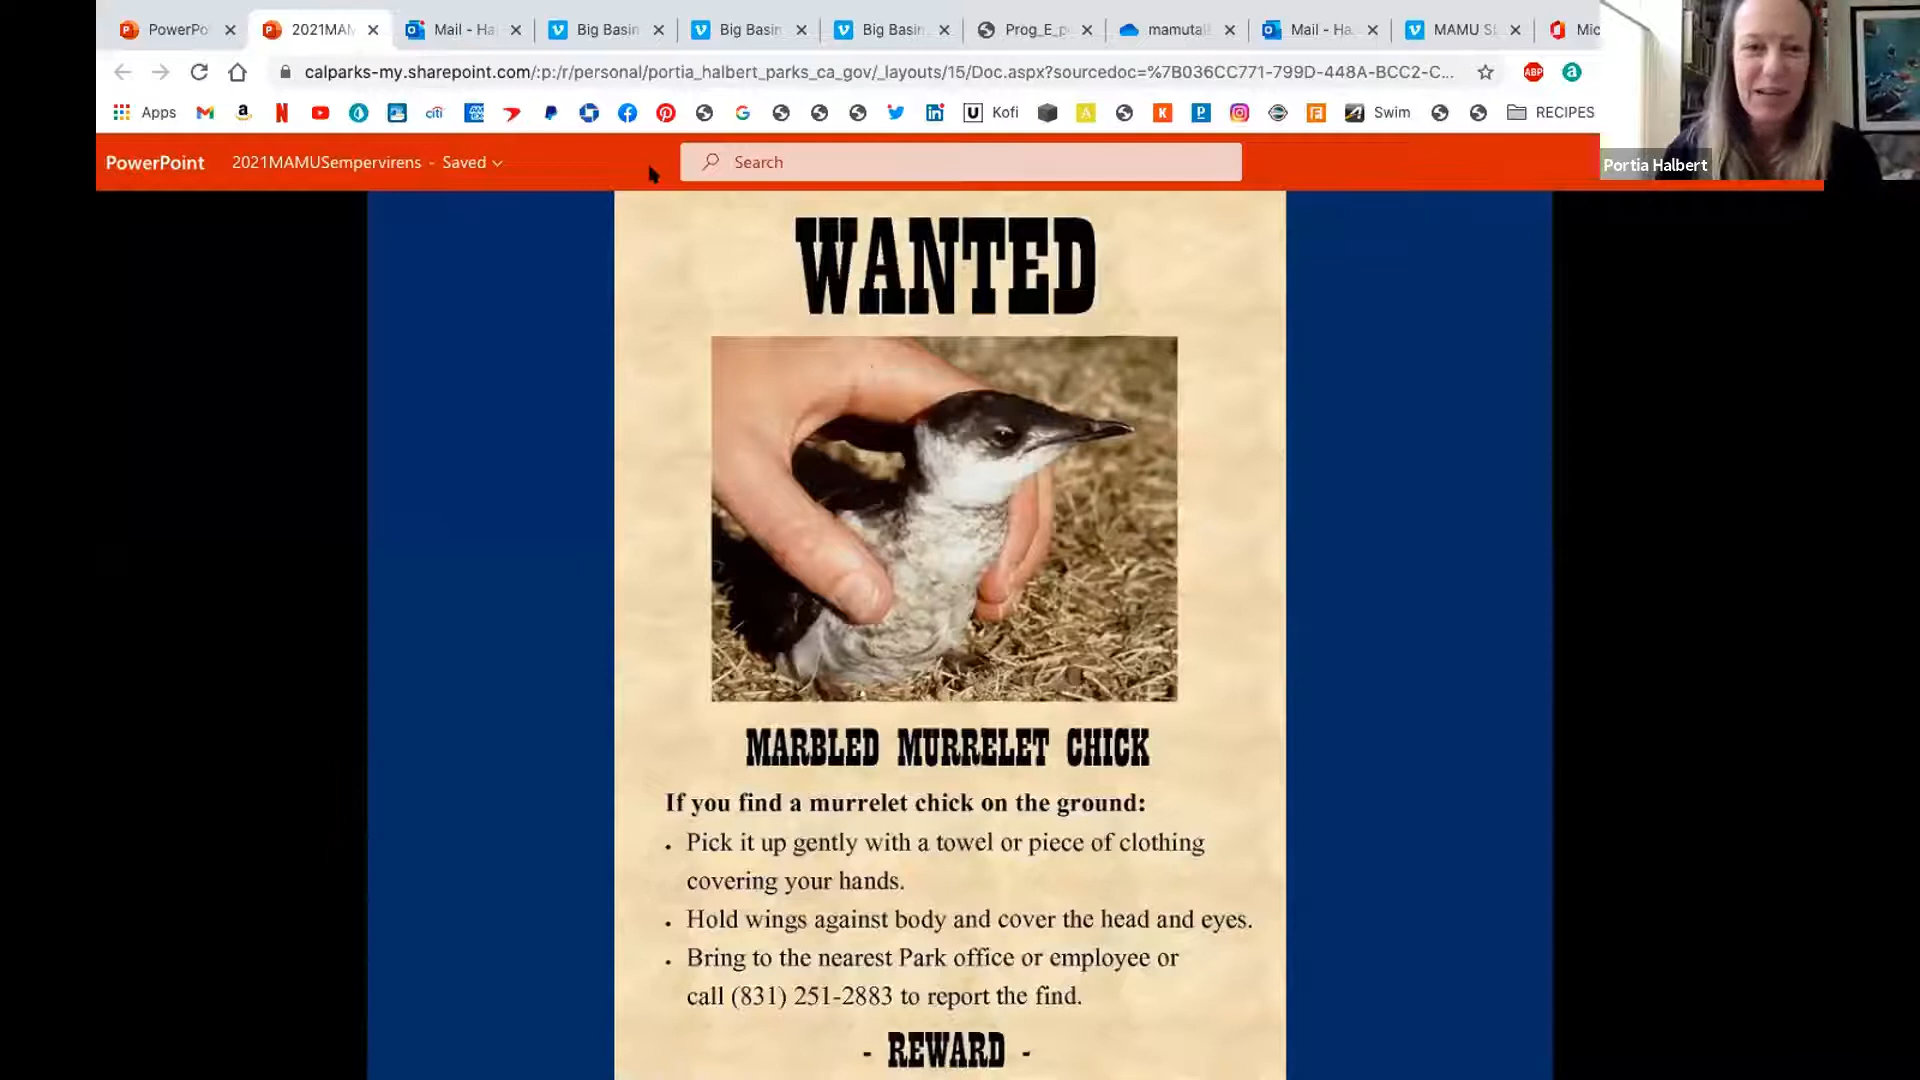 PowerPo
2021MAM
Mail - Ha
Big Basin
Big Basin
Big Basin
Prog_E_p
mamutal
Mail - Ha
MAMU S
Mic
calparks-my.sharepoint.com/:p:/r/personal/portia_halbert_parks_ca_gov/_layouts/15/Doc.aspx?sourcedoc=%7B036CC771-799D-448A-BCC2-C...
ABP
Apps
citi
Kofi
Swim
RECIPES
PowerPoint
2021MAMUSempervirens - Saved
Search
Portia Halbert
WANTED
MARBLED MURRELET CHICK
If you find a murrelet chick on the ground:
• Pick it up gently with a towel or piece of clothing
covering your hands.
• Hold wings against body and cover the head and eyes.
• Bring to the nearest Park office or employee or
call (831) 251-2883 to report the find.
- REWARD -